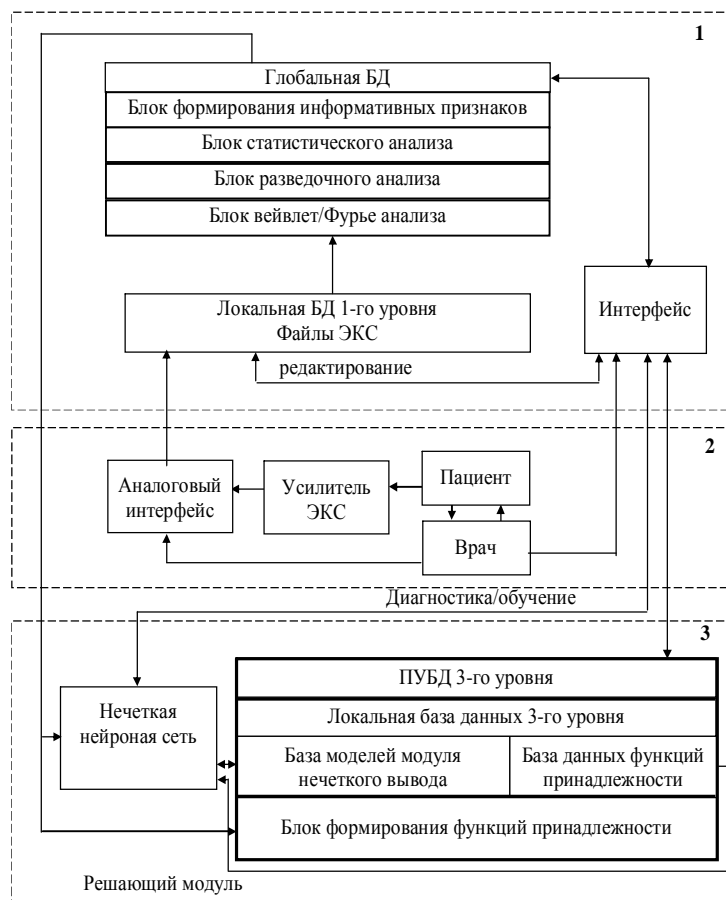 1
Глобальная БД
Блок формирования информативных признаков
Блок статистического анализа
Блок разведочного анализа
Блок вейвлет/Фурье анализа
Локальная БД 1-го уровня
Файлы ЭКС
Интерфейс
редактирование
2
Аналоговый
интерфейс
Усилитель
ЭКС
Пациент
Врач
Диагностика/обучение
3
ПУБД 3-го уровня
Локальная база данных 3-го уровня
Нечеткая
нейроная сеть
База моделей модуля
нечеткого вывода
База данных функций
принадлежности
Блок формирования функций принадлежности
Решающий модуль